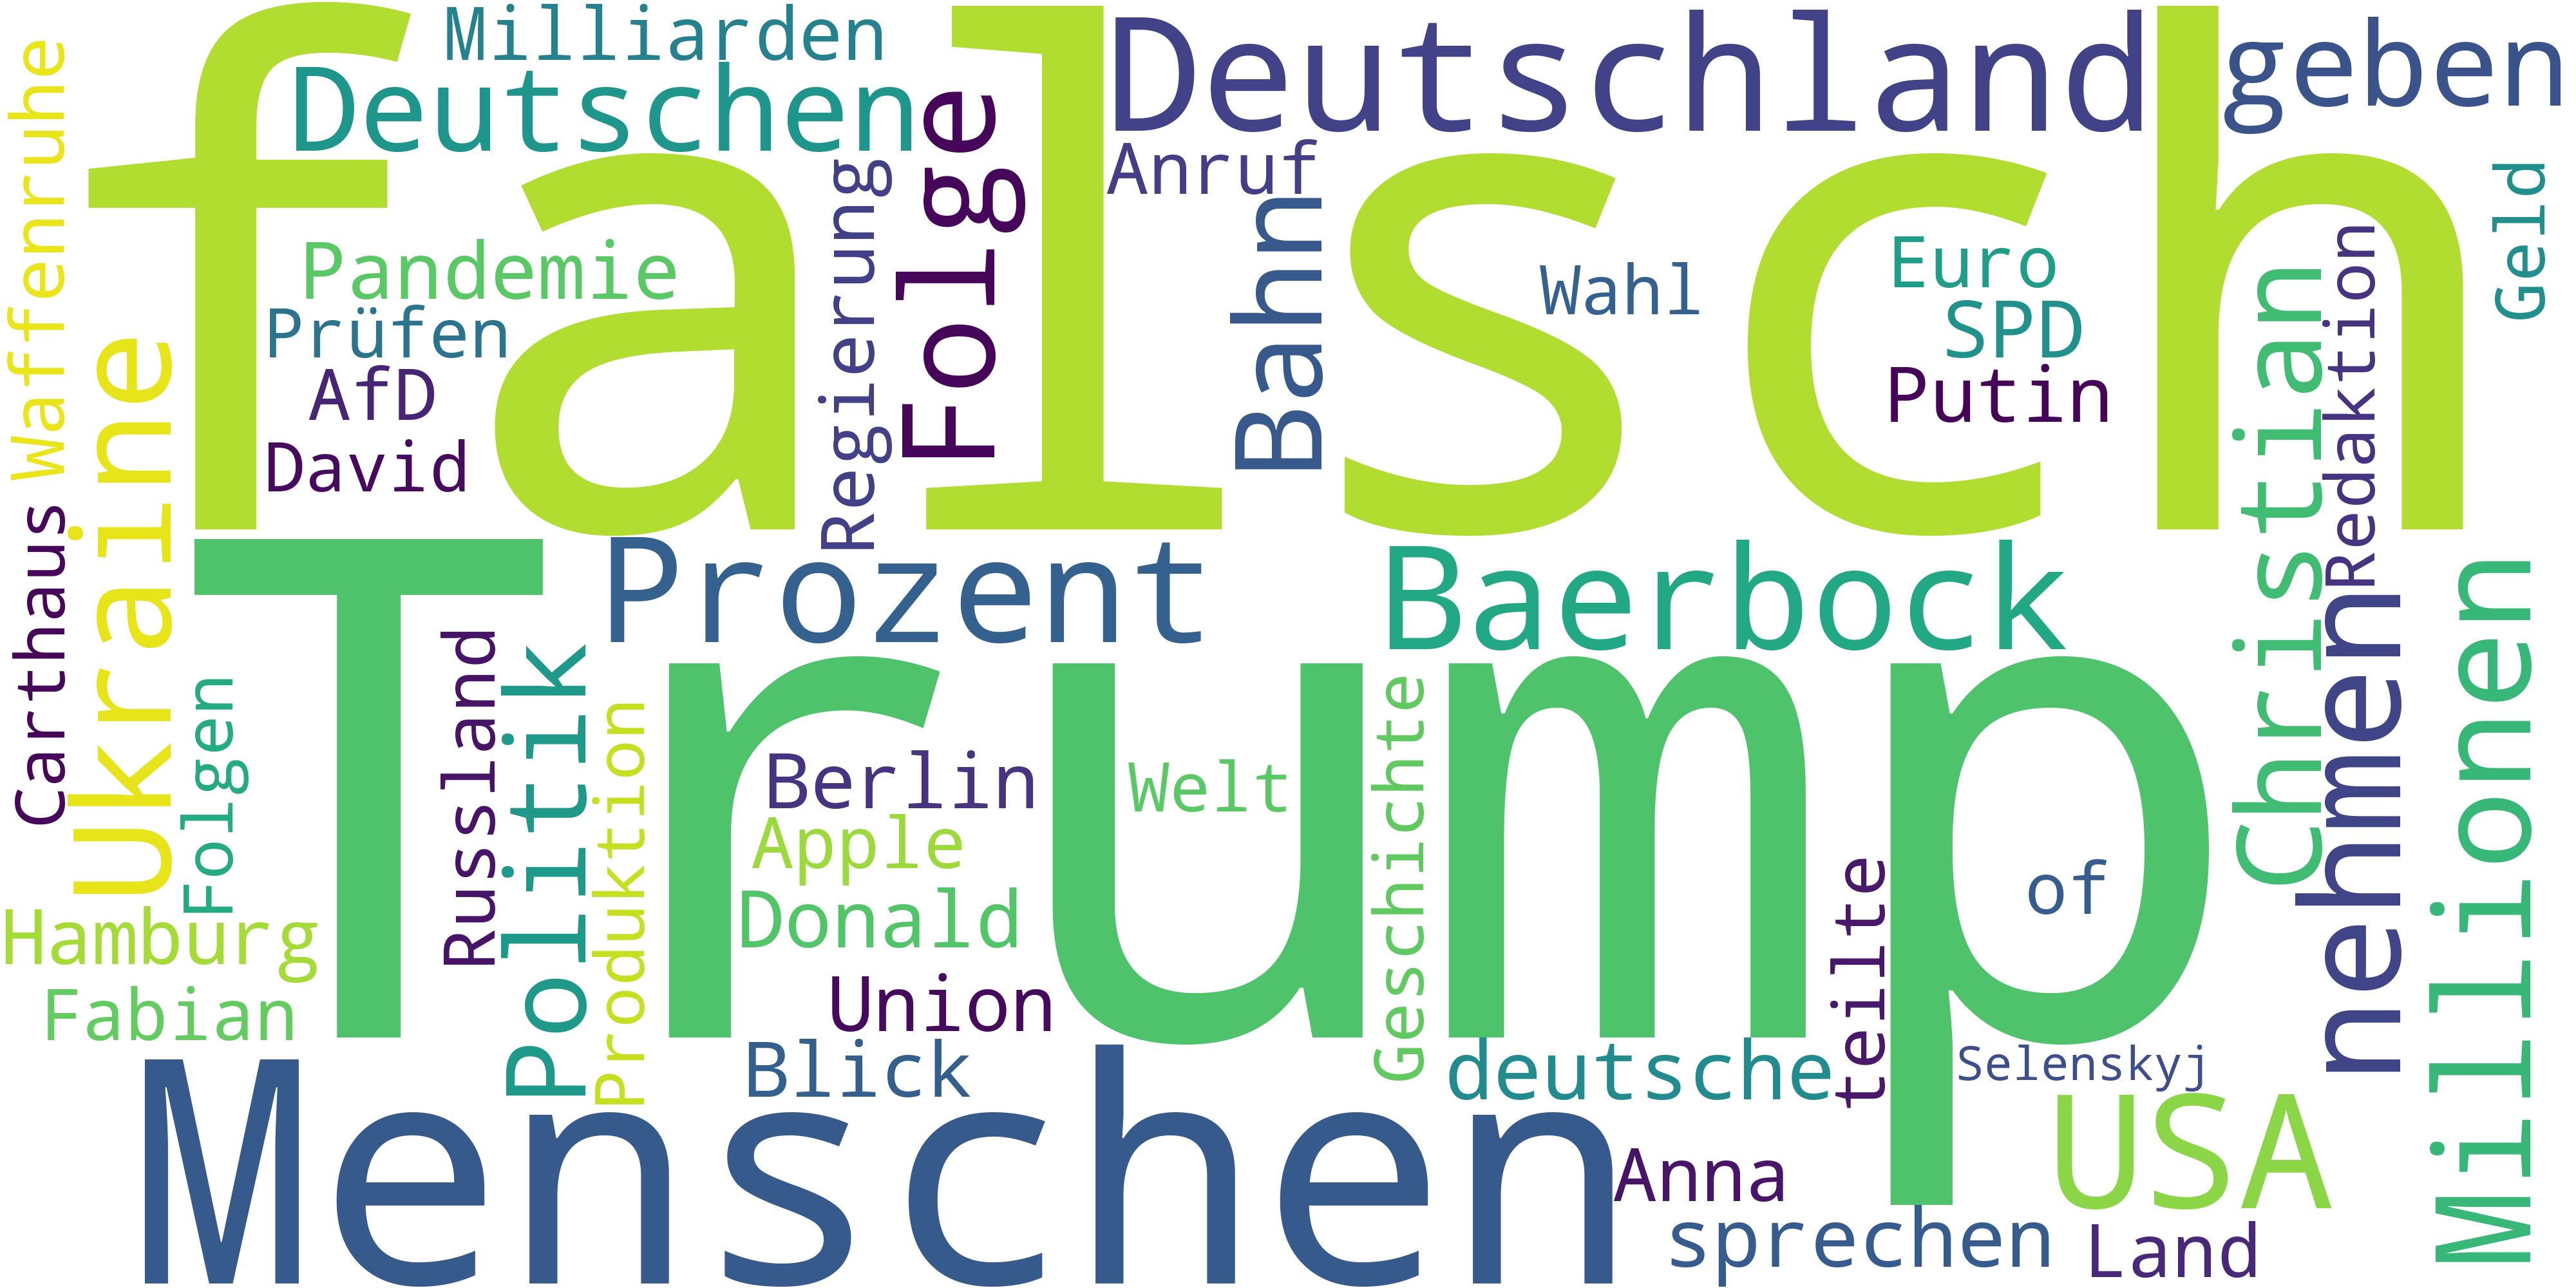 falsch
Trump
Menschen
Deutschland
Milliarden
Deutschen
geben
Waffenruhe
Folge
Anruf
Bahn
Regierung
Pandemie
Prüfen
AfD
David
Wahl
Euro
SPD
Putin
Geld
Redaktion
Christian
Ukraine
Carthaus
Prozent
Baerbock
nehmen
Millionen
Folgen
Russland
Politik
Produktion
Berlin
Apple
Donald
Union
Blick
Welt
Geschichte
teilte
of
Hamburg
Fabian
deutsche
Selenskyj
USA
Anna
sprechen
Land